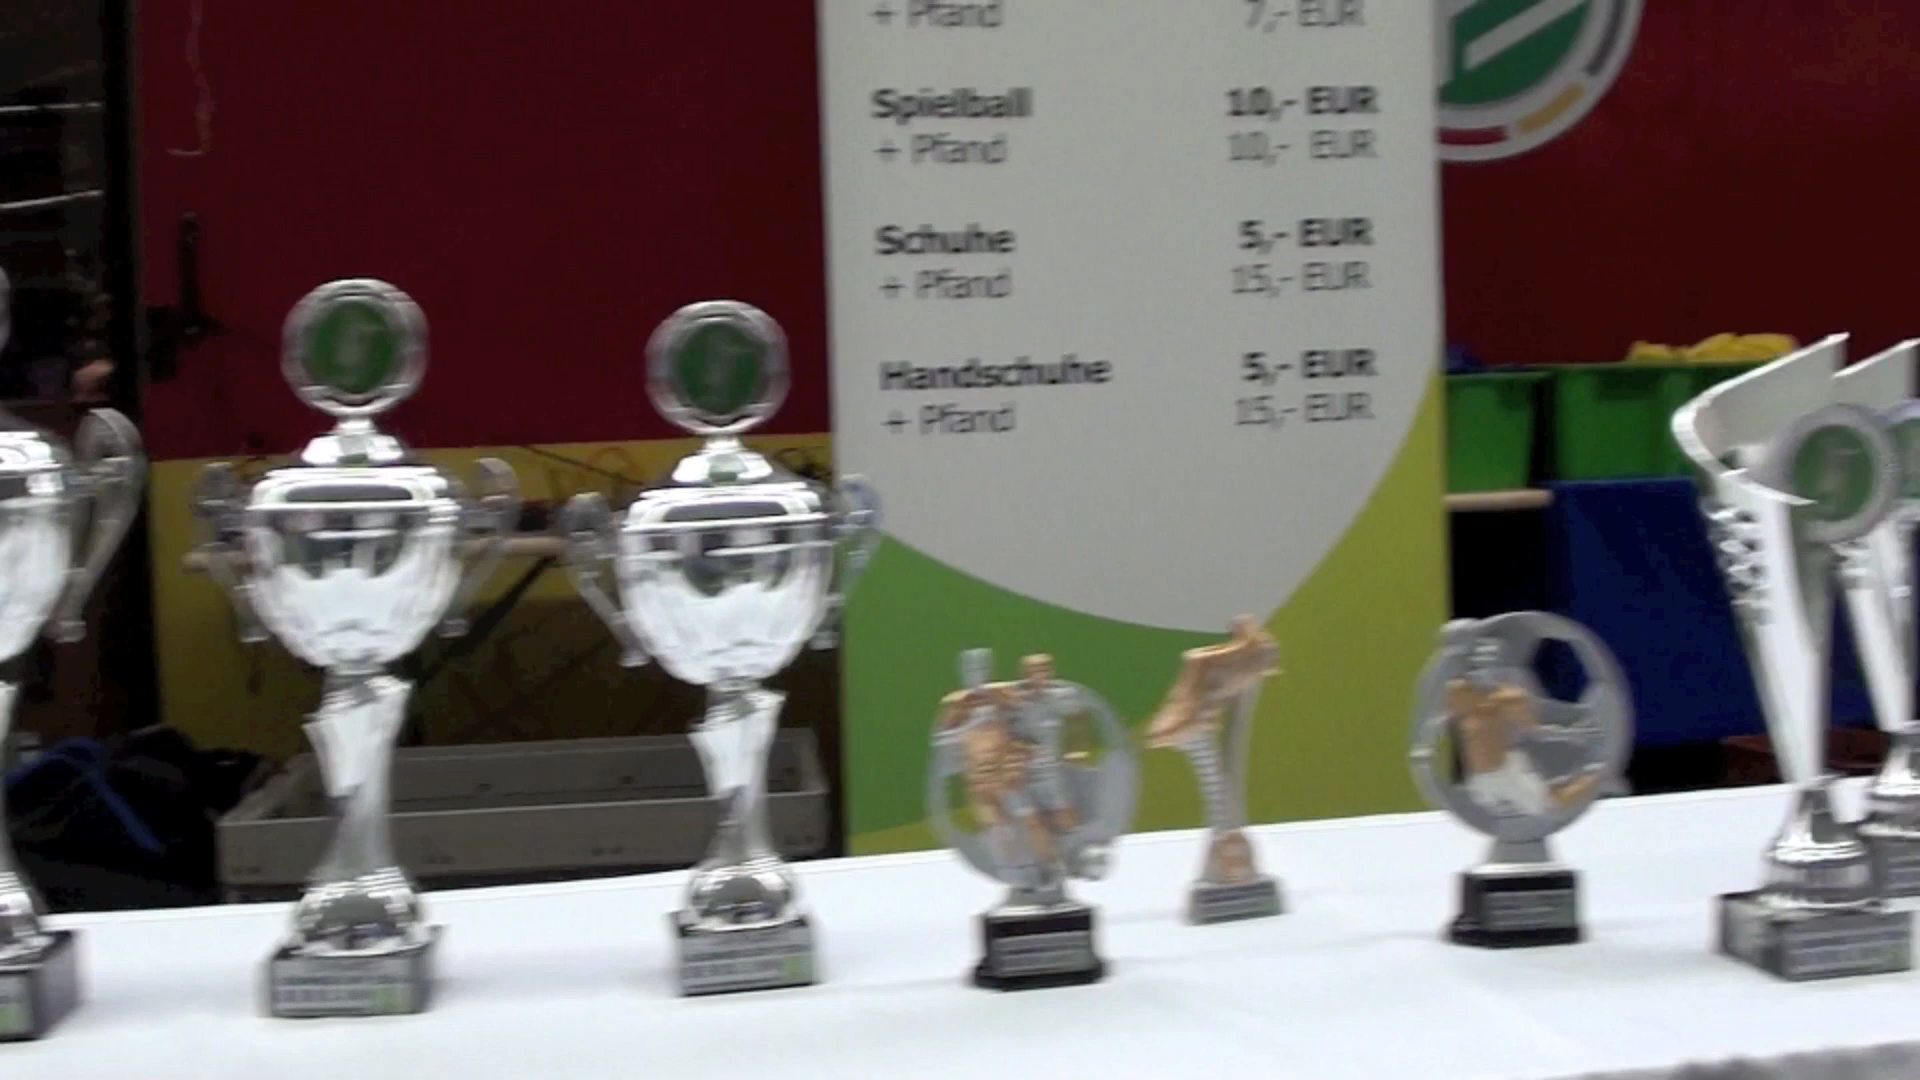 + Pfand 7,- EUR
Spielball 10,- EUR
+ Pfand 10,- EUR
Schuhe 5,- EUR
+ Pfand 15,- EUR
Handschuhe 5,- EUR
+ Pfand 15,- EUR